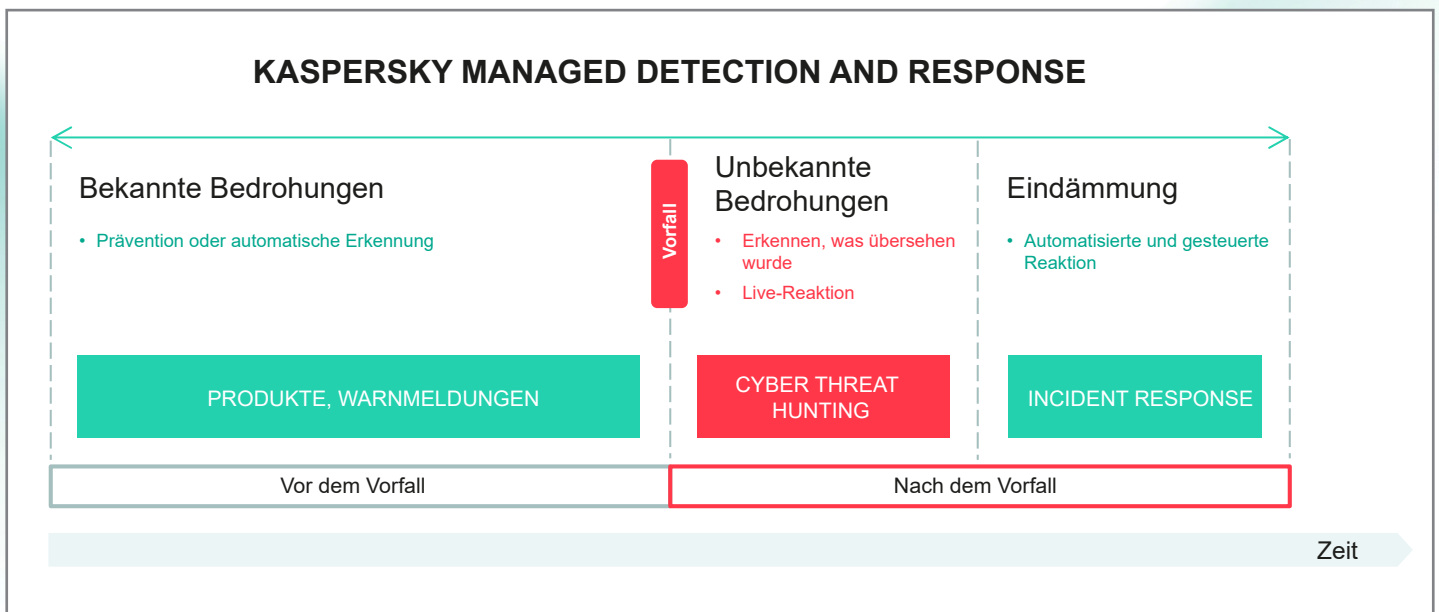 KASPERSKY MANAGED DETECTION AND RESPONSE
Bekannte Bedrohungen
• Prävention oder automatische Erkennung
Vorfall
Unbekannte
Bedrohungen
• Erkennen, was übersehen
wurde
• Live-Reaktion
Eindämmung
• Automatisierte und gesteuerte
Reaktion
PRODUKTE, WARNMELDUNGEN
CYBER THREAT
HUNTING
INCIDENT RESPONSE
Vor dem Vorfall
Nach dem Vorfall
Zeit